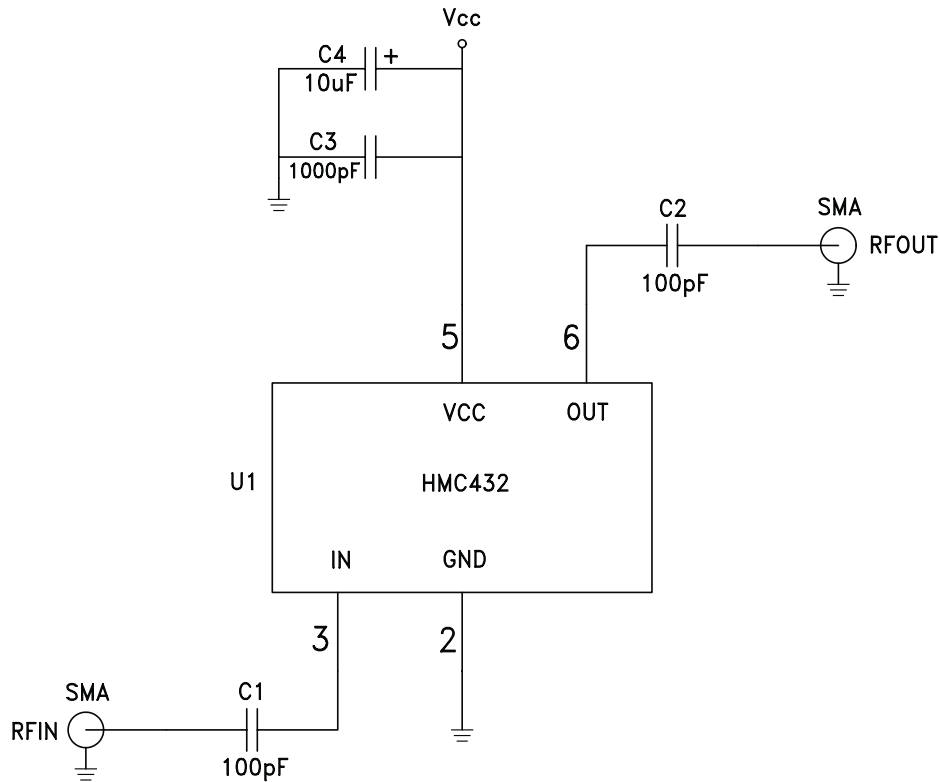 Vcc
C4 +
10uF
C3
1000pF
C2
100pF
SMA
RFOUT
5
6
VCC
OUT
U1
HMC432
IN
GND
3
2
SMA
RFIN
C1
100pF